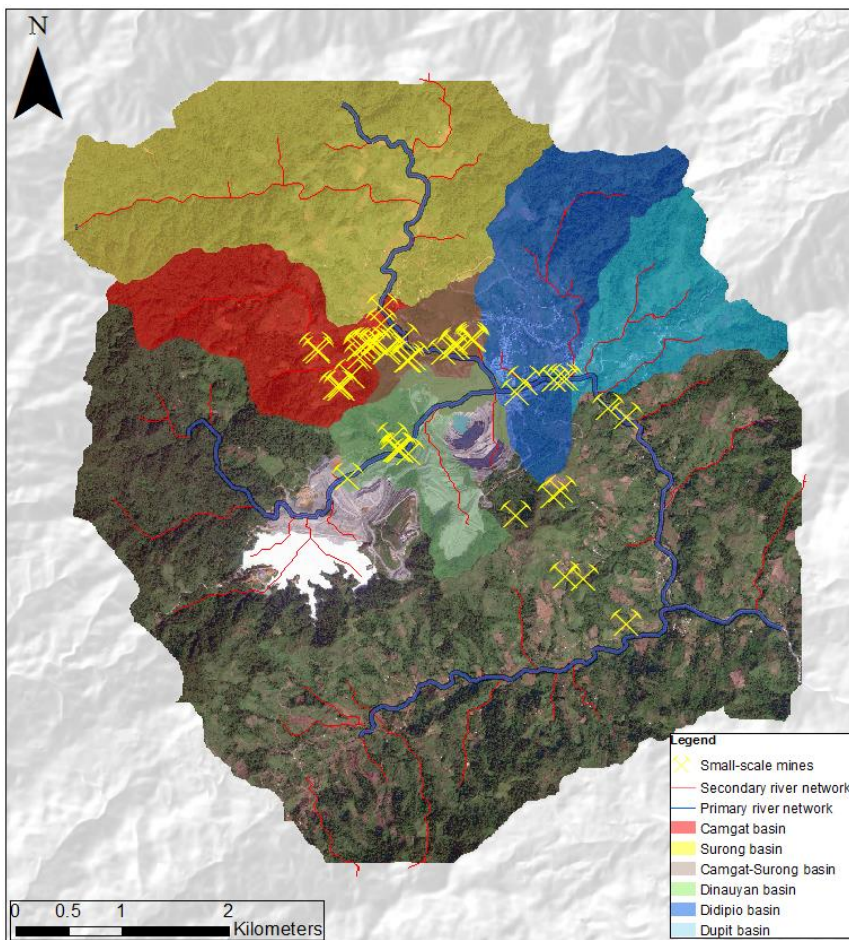 N
Legend
Small-scale mines
Secondary river network
Primary river network
Camgat basin
Surong basin
Camgat-Surong basin
Dinauyan basin
Didipio basin
Dupit basin
0 0.5 1 2
Kilometers